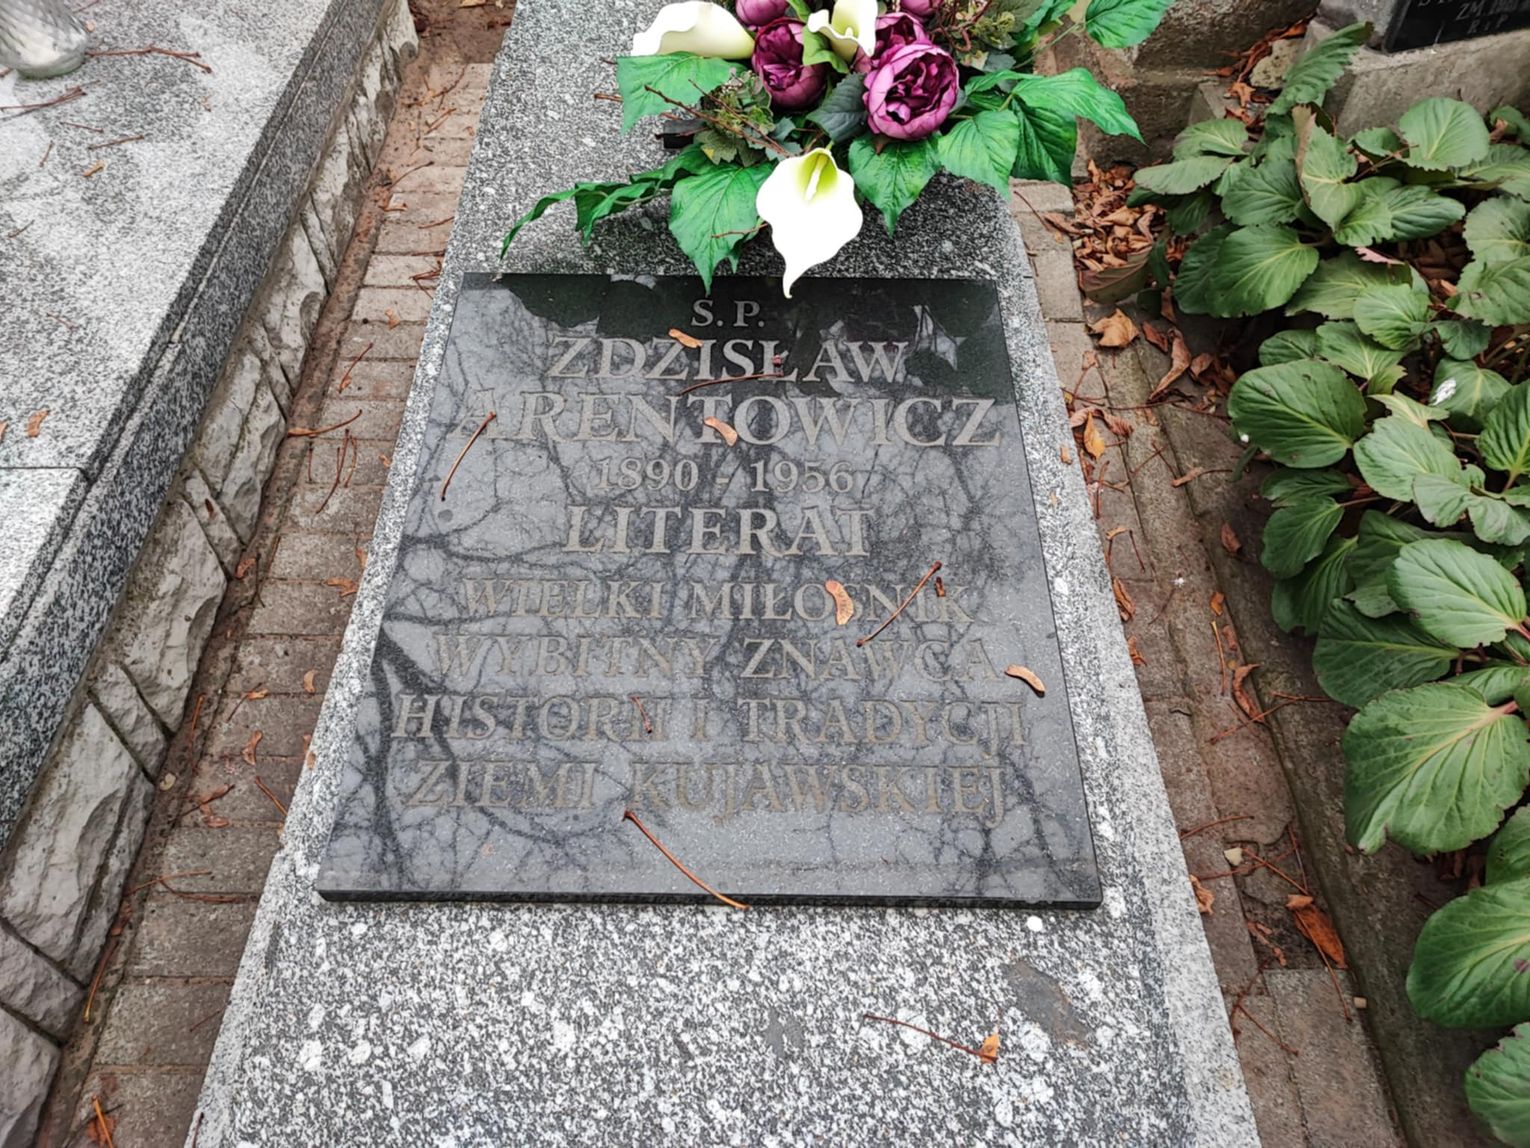 Ś. P.
ZDZISŁAW
ARENTOWICZ
1890 - 1956
LITERAT
WIELKI MIŁOŚNIK
WYBITNY ZNAWCA
HISTORII I TRADYCJI
ZIEMI KUJAWSKIEJ